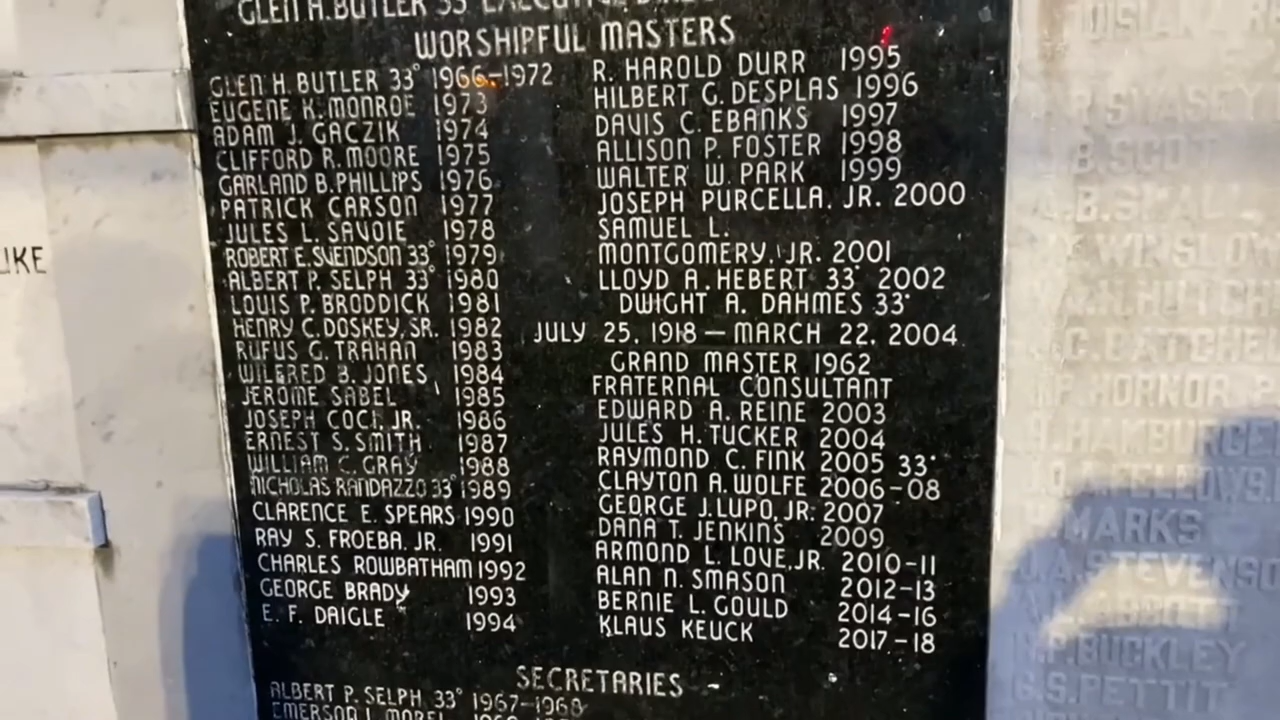 GLEN H. BUTLER 33°
WORSHIPFUL MASTERS
GLEN H. BUTLER 33° 1966-1972
EUGENE K. MONROE 1973
ADAM J. GACZIK 1974
CLIFFORD R. MOORE 1975
GARLAND B. PHILLIPS 1976
PATRICK CARSON 1977
JULES L. SAVOIE 1978
ROBERT E. SVENDSON 33° 1979
ALBERT P. SELPH 33° 1980
LOUIS P. BRODDICK 1981
HENRY C. DOSKEY, SR. 1982
RUFUS G. TRAHAN 1983
WILBRED B. JONES 1984
JEROME SABEL 1985
JOSEPH COCI, JR. 1986
ERNEST S. SMITH 1987
WILLIAM C. GRAY 1988
NICHOLAS RANDAZZO 33° 1989
CLARENCE E. SPEARS 1990
RAY S. FROEBA, JR. 1991
CHARLES ROWBATHAM 1992
GEORGE BRADY 1993
E. F. DAIGLE 1994
R. HAROLD DURR 1995
HILBERT G. DESPLAS 1996
DAVIS C. EBANKS 1997
ALLISON P. FOSTER 1998
WALTER W. PARK 1999
JOSEPH PURCELLA, JR. 2000
SAMUEL L.
MONTGOMERY, JR. 2001
LLOYD A. HEBERT 33° 2002
DWIGHT A. DAHMES 33°
JULY 25, 1918 — MARCH 22, 2004
GRAND MASTER 1962
FRATERNAL CONSULTANT
EDWARD A. REINE 2003
JULES H. TUCKER 2004
RAYMOND C. FINK 2005 33°
CLAYTON A. WOLFE 2006-08
GEORGE J. LUPO, JR. 2007
DANA T. JENKINS 2009
ARMOND L. LOVE, JR. 2010-11
ALAN N. SMASON 2012-13
BERNIE L. GOULD 2014-16
KLAUS KEUCK 2017-18
SECRETARIES -
ALBERT P. SELPH 33° 1967-1968
UKE
MARKS
J.A. STEVENSO
BUCKLEY
G.S. PETTIT